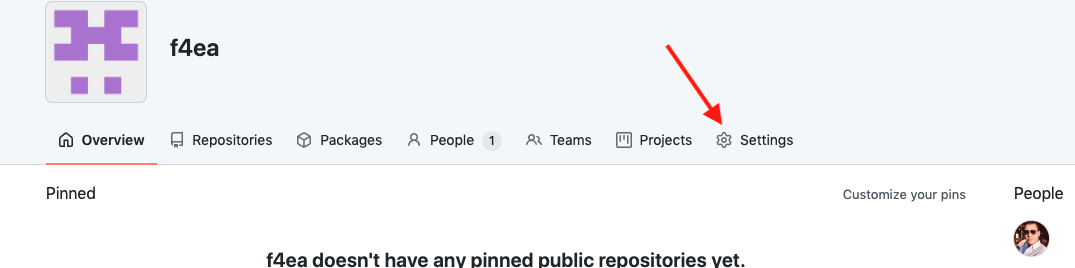 f4ea
Overview Repositories Packages People 1 Teams Projects Settings
Pinned Customize your pins People
f4ea doesn't have any pinned public repositories yet.